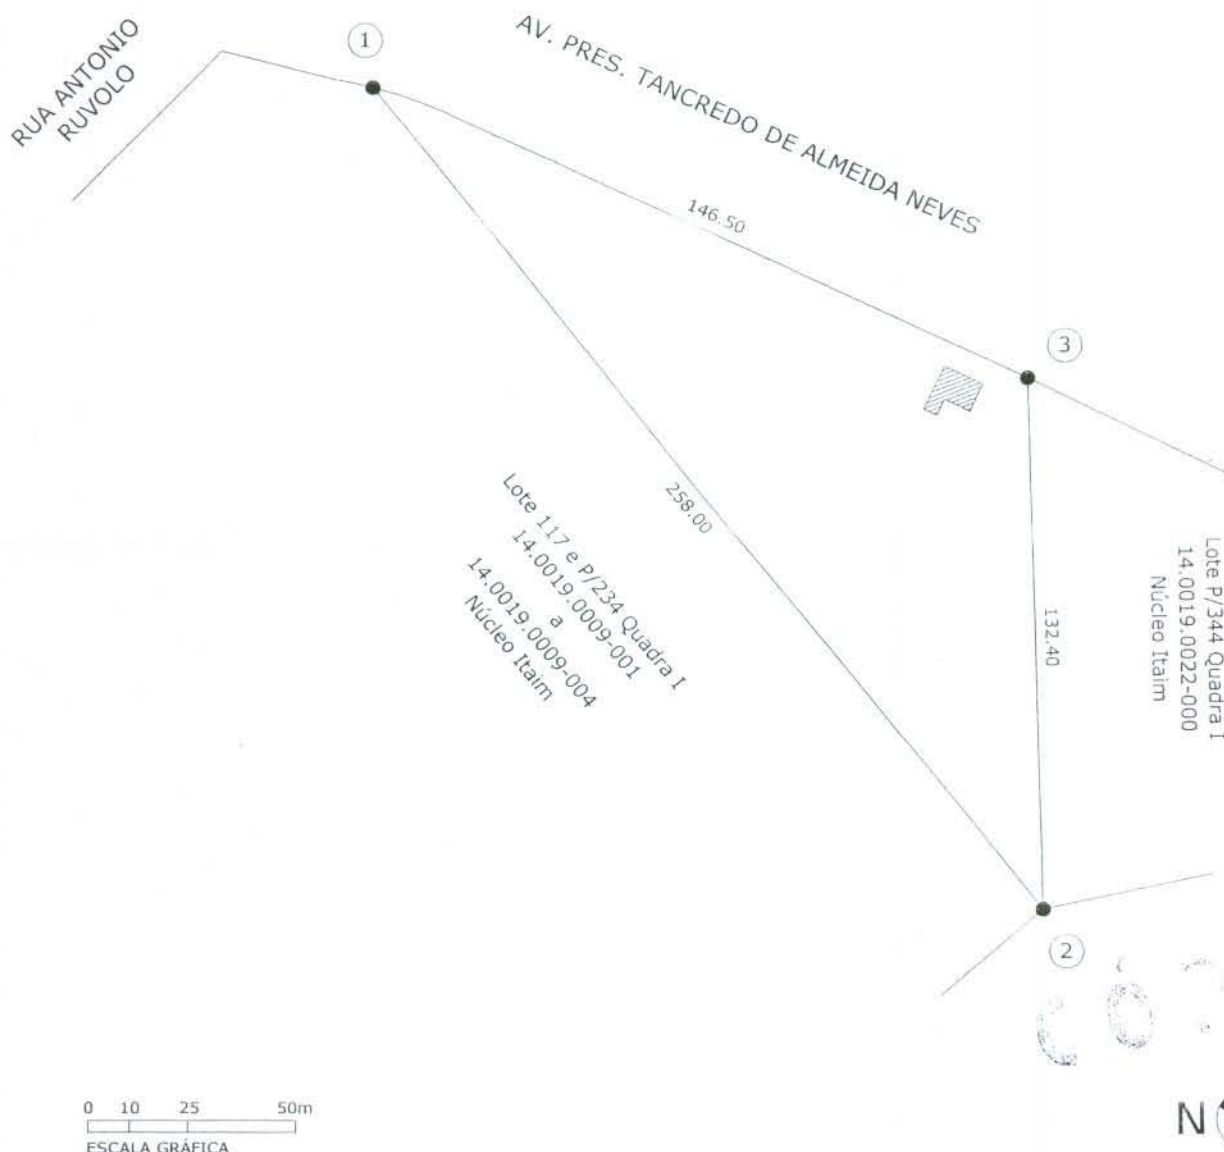 RUA ANTONIO
RUVOLO
1
AV. PRES. TANCREDO DE ALMEIDA NEVES
146.50
3
258.00
Lote 117 e P/234 Quadra I
14.0019.0009-001
a
14.0019.0009-004
Núcleo Itaim
132.40
Lote P/344 Quadra I
14.0019.0022-000
Núcleo Itaim
2
0 10 25 50m
ESCALA GRÁFICA
N